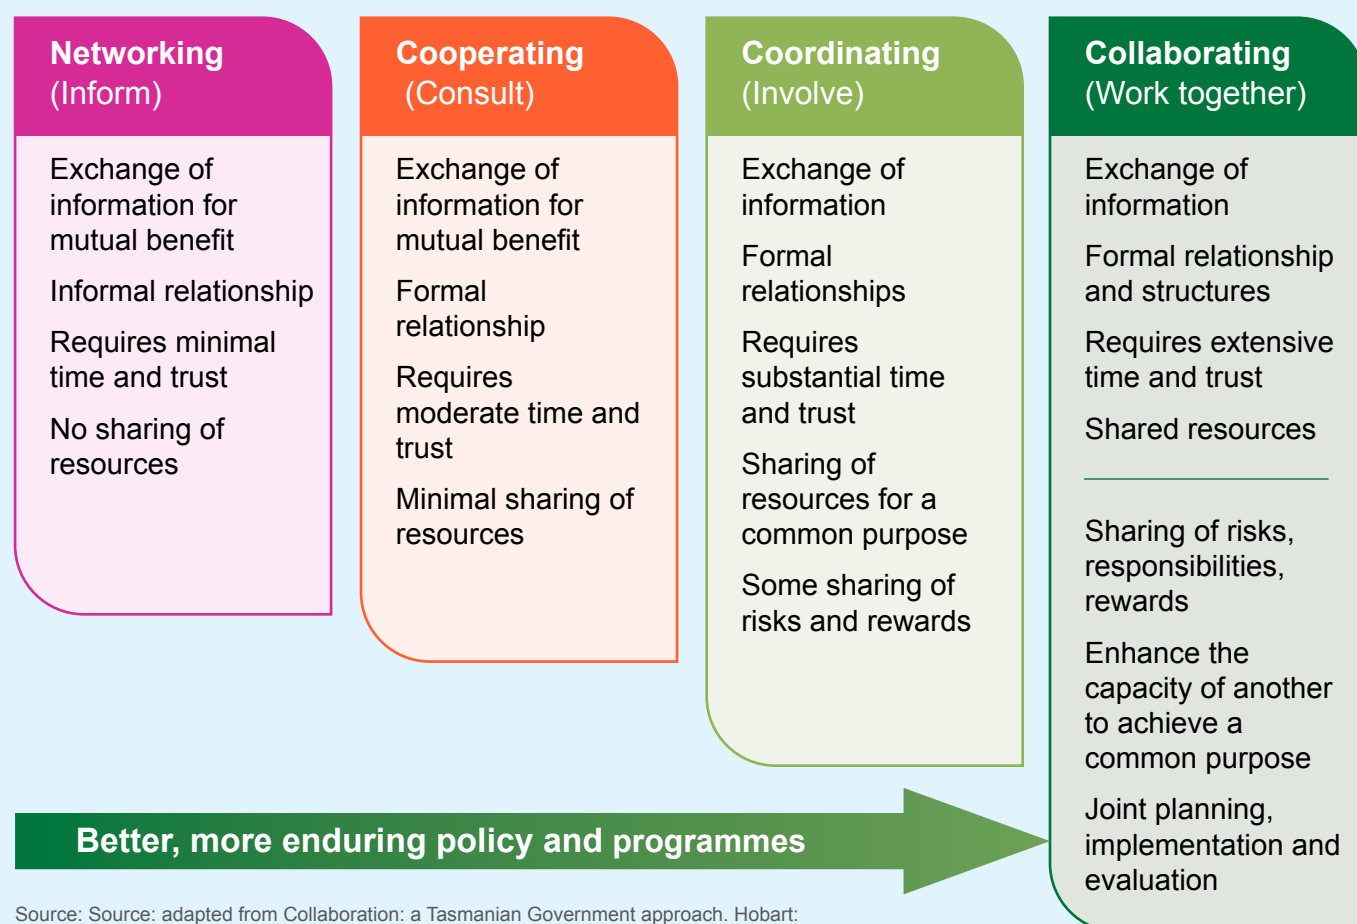 Networking
(Inform)
Exchange of
information for
mutual benefit
Informal relationship
Requires minimal
time and trust
No sharing of
resources
Cooperating
(Consult)
Exchange of
information for
mutual benefit
Formal
relationship
Requires
moderate time and
trust
Minimal sharing of
resources
Coordinating
(Involve)
Exchange of
information
Formal
relationships
Requires
substantial time
and trust
Sharing of
resources for a
common purpose
Some sharing of
risks and rewards
Collaborating
(Work together)
Exchange of
information
Formal relationship
and structures
Requires extensive
time and trust
Shared resources
Sharing of risks,
responsibilities,
rewards
Enhance the
capacity of another
to achieve a
common purpose
Joint planning,
implementation and
evaluation
Better, more enduring policy and programmes
Source: Source: adapted from Collaboration: a Tasmanian Government approach. Hobart: